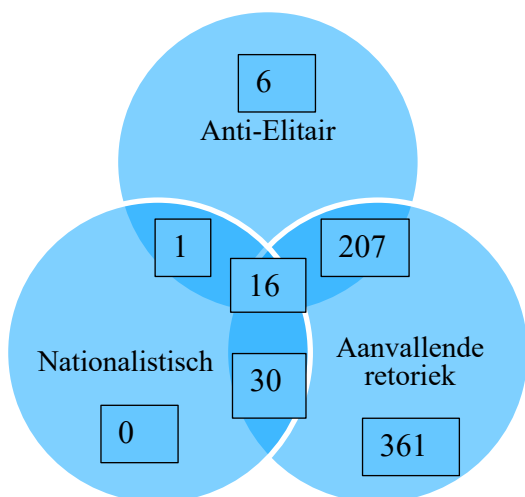 6
Anti-Elitair
1
207
16
Nationalistisch
Aanvallende
retoriek
30
0
361